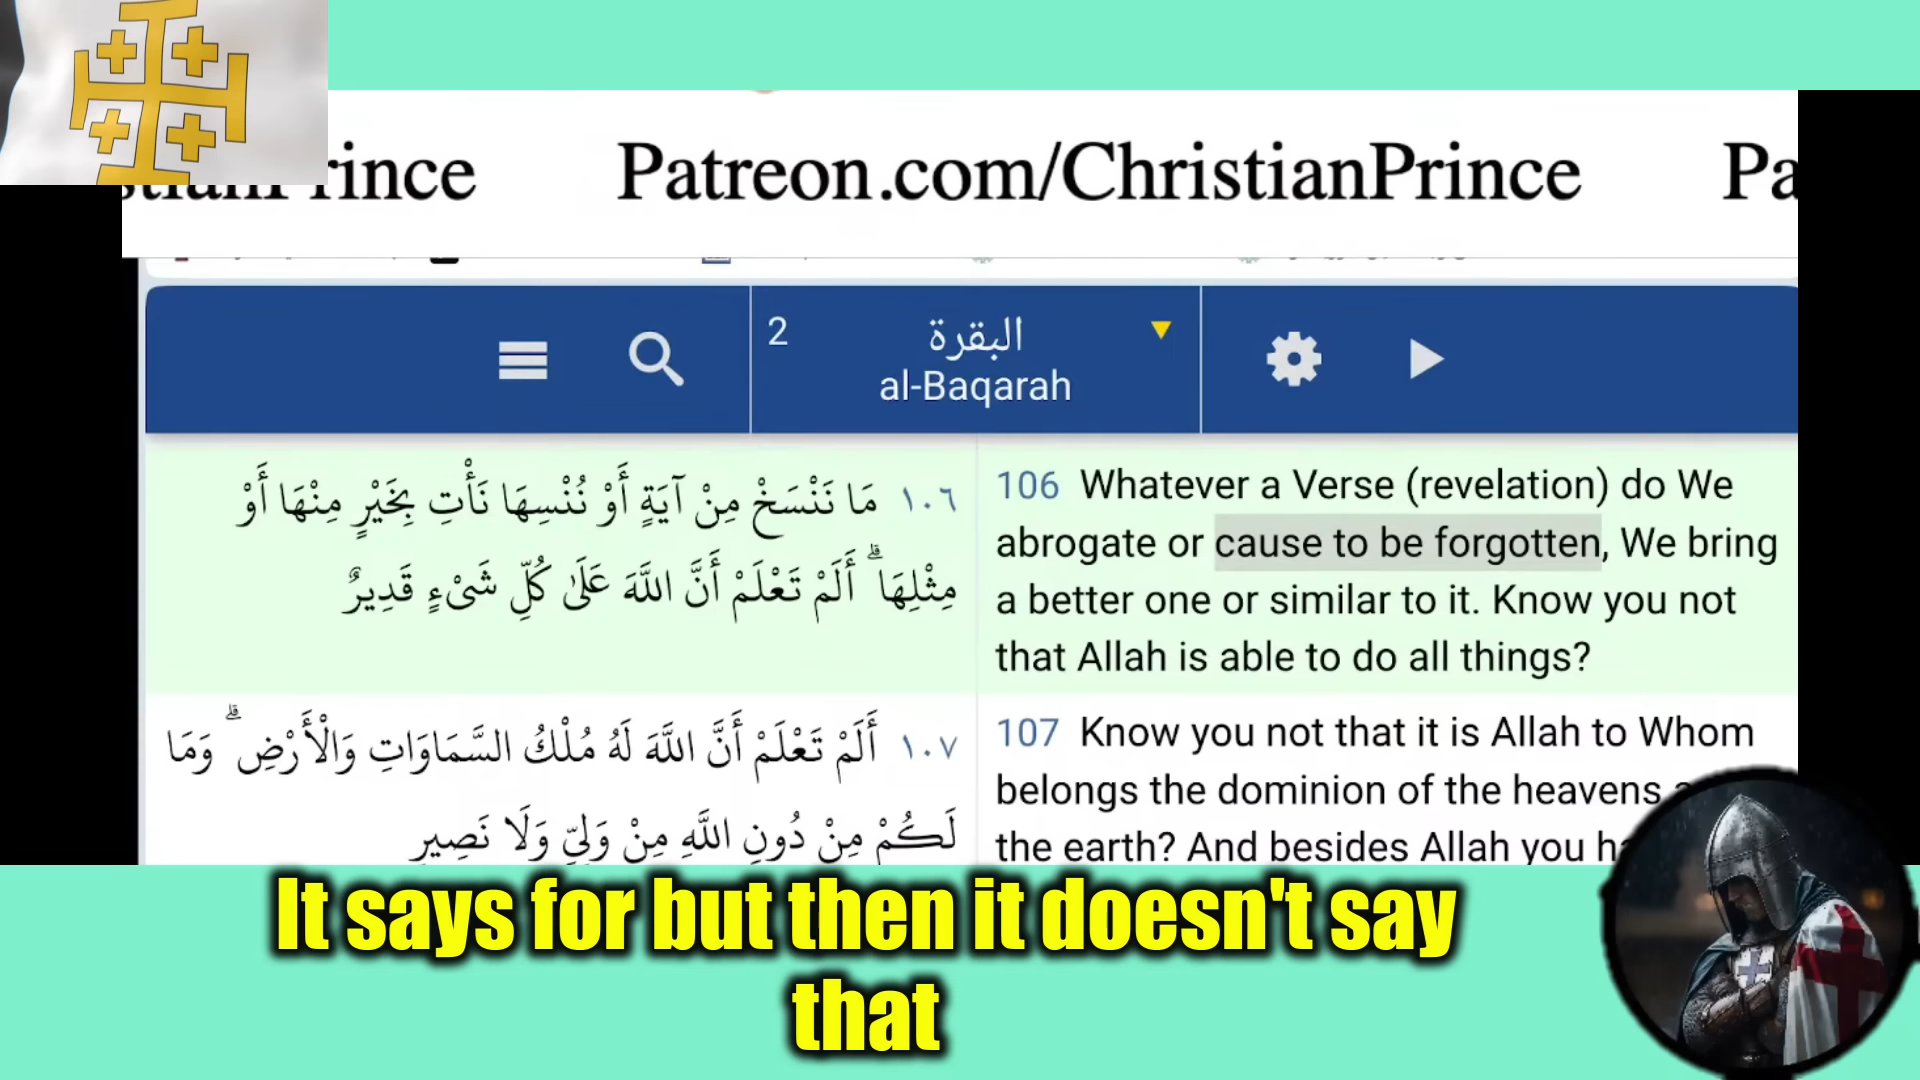 Prince Patreon.com/ChristianPrince Pa
2
البقرة
al-Baqarah
١٠٦ مَا نَنْسَخْ مِنْ آيَةٍ أَوْ نُنْسِهَا نَأْتِ بِخَيْرٍ مِنْهَا أَوْ
مِثْلِهَا ۗ أَلَمْ تَعْلَمْ أَنَّ اللَّهَ عَلَىٰ كُلِّ شَىْءٍ قَدِيرٌ
106 Whatever a Verse (revelation) do We
abrogate or cause to be forgotten, We bring
a better one or similar to it. Know you not
that Allah is able to do all things?
١٠٧ أَلَمْ تَعْلَمْ أَنَّ اللَّهَ لَهُ مُلْكُ السَّمَاوَاتِ وَالْأَرْضِ ۗ وَمَا
لَكُمْ مِنْ دُونِ اللَّهِ مِنْ وَلِيٍّ وَلَا نَصِيرٍ
107 Know you not that it is Allah to Whom
belongs the dominion of the heavens
the earth? And besides Allah you
It says for but then it doesn't say
that